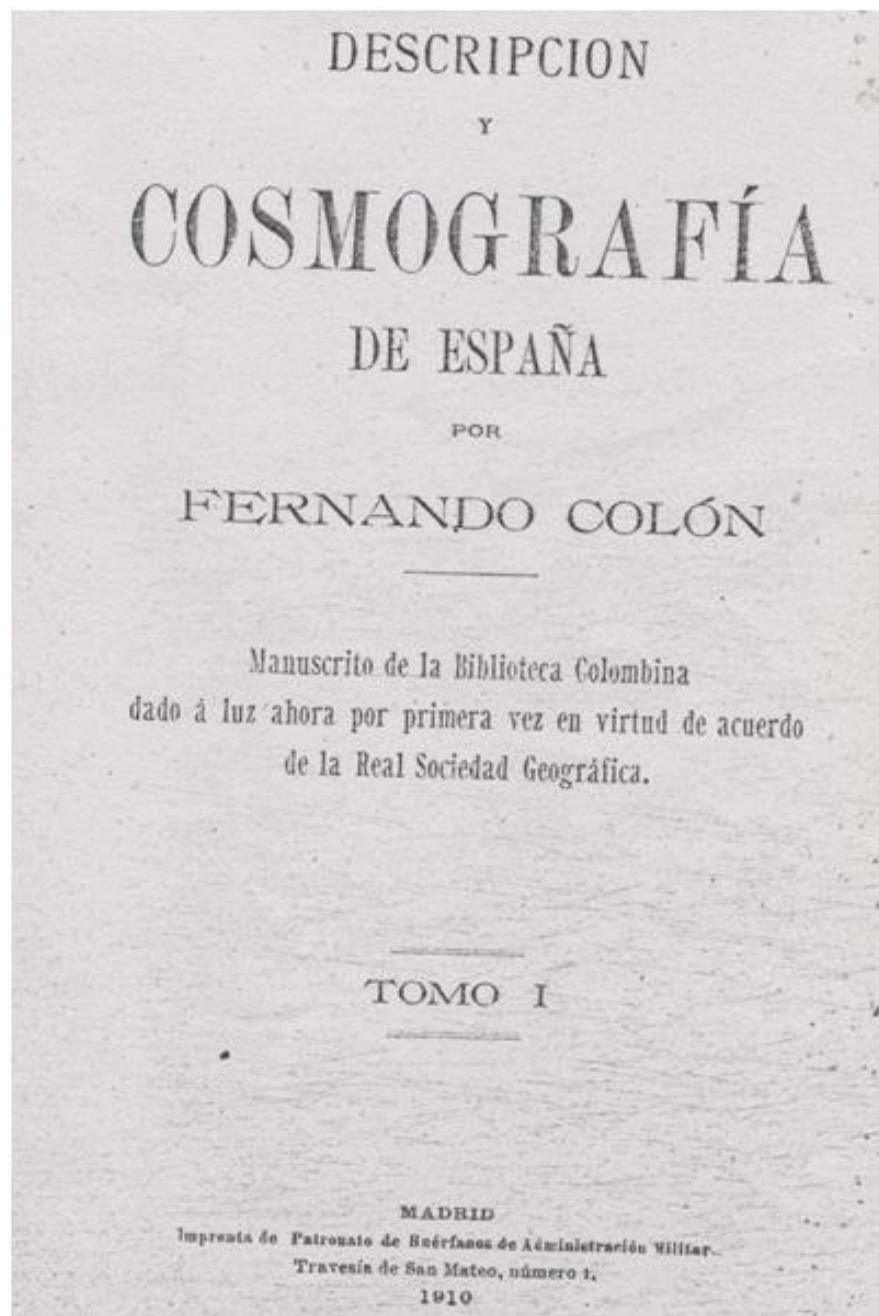 DESCRIPCION
Y
COSMOGRAFÍA
DE ESPAÑA
POR
FERNANDO COLÓN
Manuscrito de la Biblioteca Colombina
dado á luz ahora por primera vez en virtud de acuerdo
de la Real Sociedad Geográfica.
TOMO I
MADRID
Imprenta de Patronato de Huérfanos de Administración Militar
Travesía de San Mateo, número 1.
1910